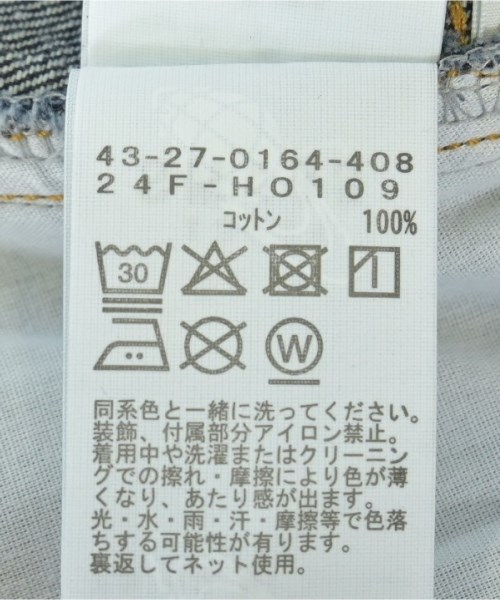 43-27-0164-408
24F-H0109
コットン 100%
30
W
同系色と一緒に洗ってください。
装飾、付属部分アイロン禁止。
着用中や洗濯またはクリーニン
グでの擦れ・摩擦により色が薄
くなり、あたり感が出ます。
光・水・雨・汗・摩擦等で色落
ちする可能性が有ります。
裏返してネット使用。